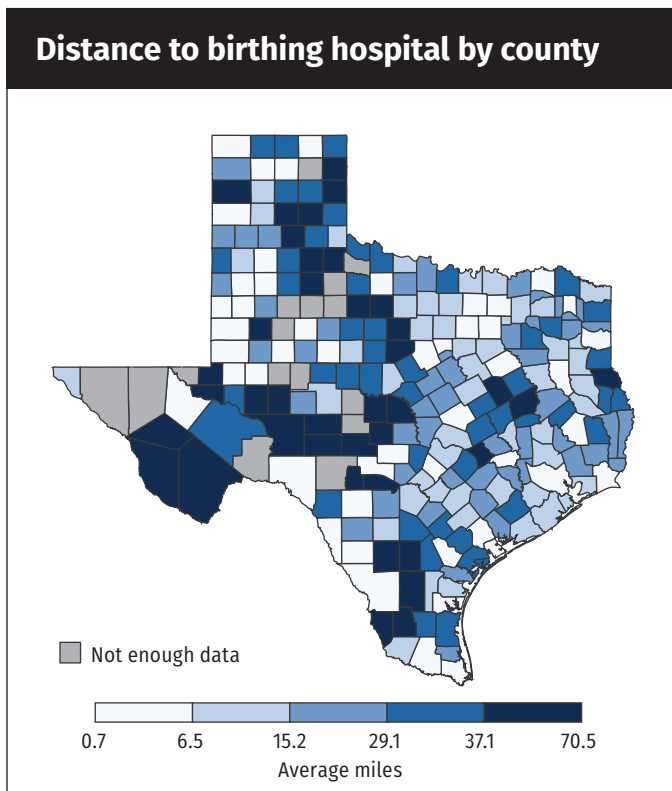 Distance to birthing hospital by county
Not enough data
0.7 6.5 15.2 29.1 37.1 70.5
Average miles